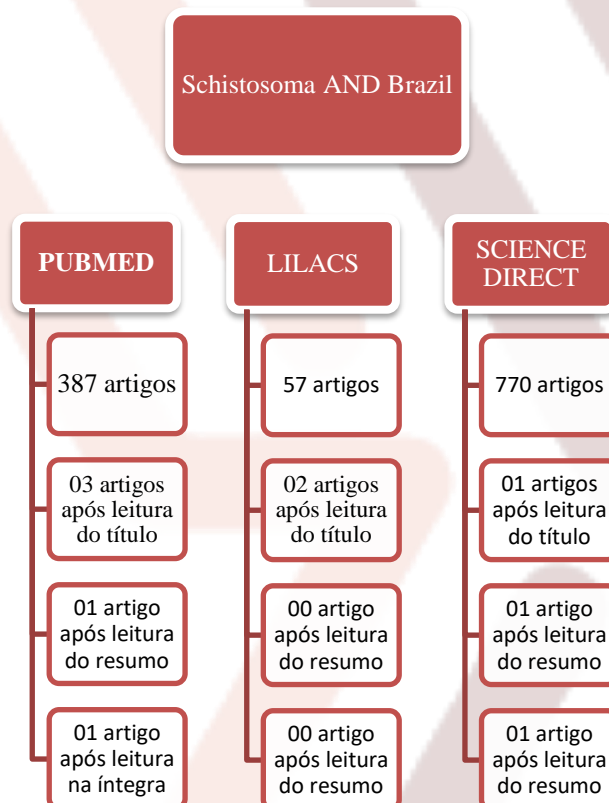 Schistosoma AND Brazil
PUBMED
387 artigos
03 artigos
após leitura
do título
01 artigo
após leitura
do resumo
01 artigo
após leitura
na íntegra
LILACS
57 artigos
02 artigos
após leitura
do título
00 artigo
após leitura
do resumo
00 artigo
após leitura
do resumo
SCIENCE
DIRECT
770 artigos
01 artigos
após leitura
do título
01 artigo
após leitura
do resumo
01 artigo
após leitura
do resumo